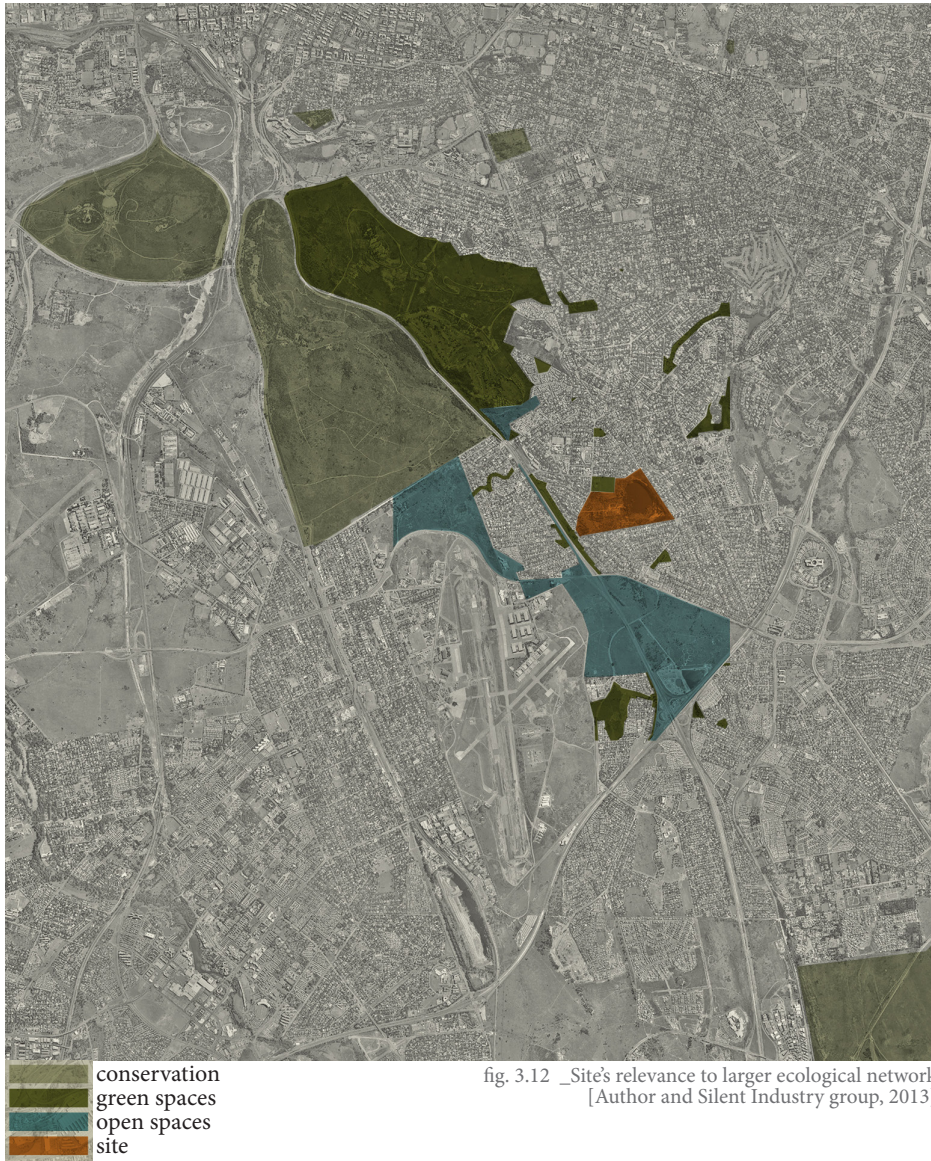 conservation
green spaces
open spaces
site
fig. 3.12 _Site's relevance to larger ecological network
[Author and Silent Industry group, 2013